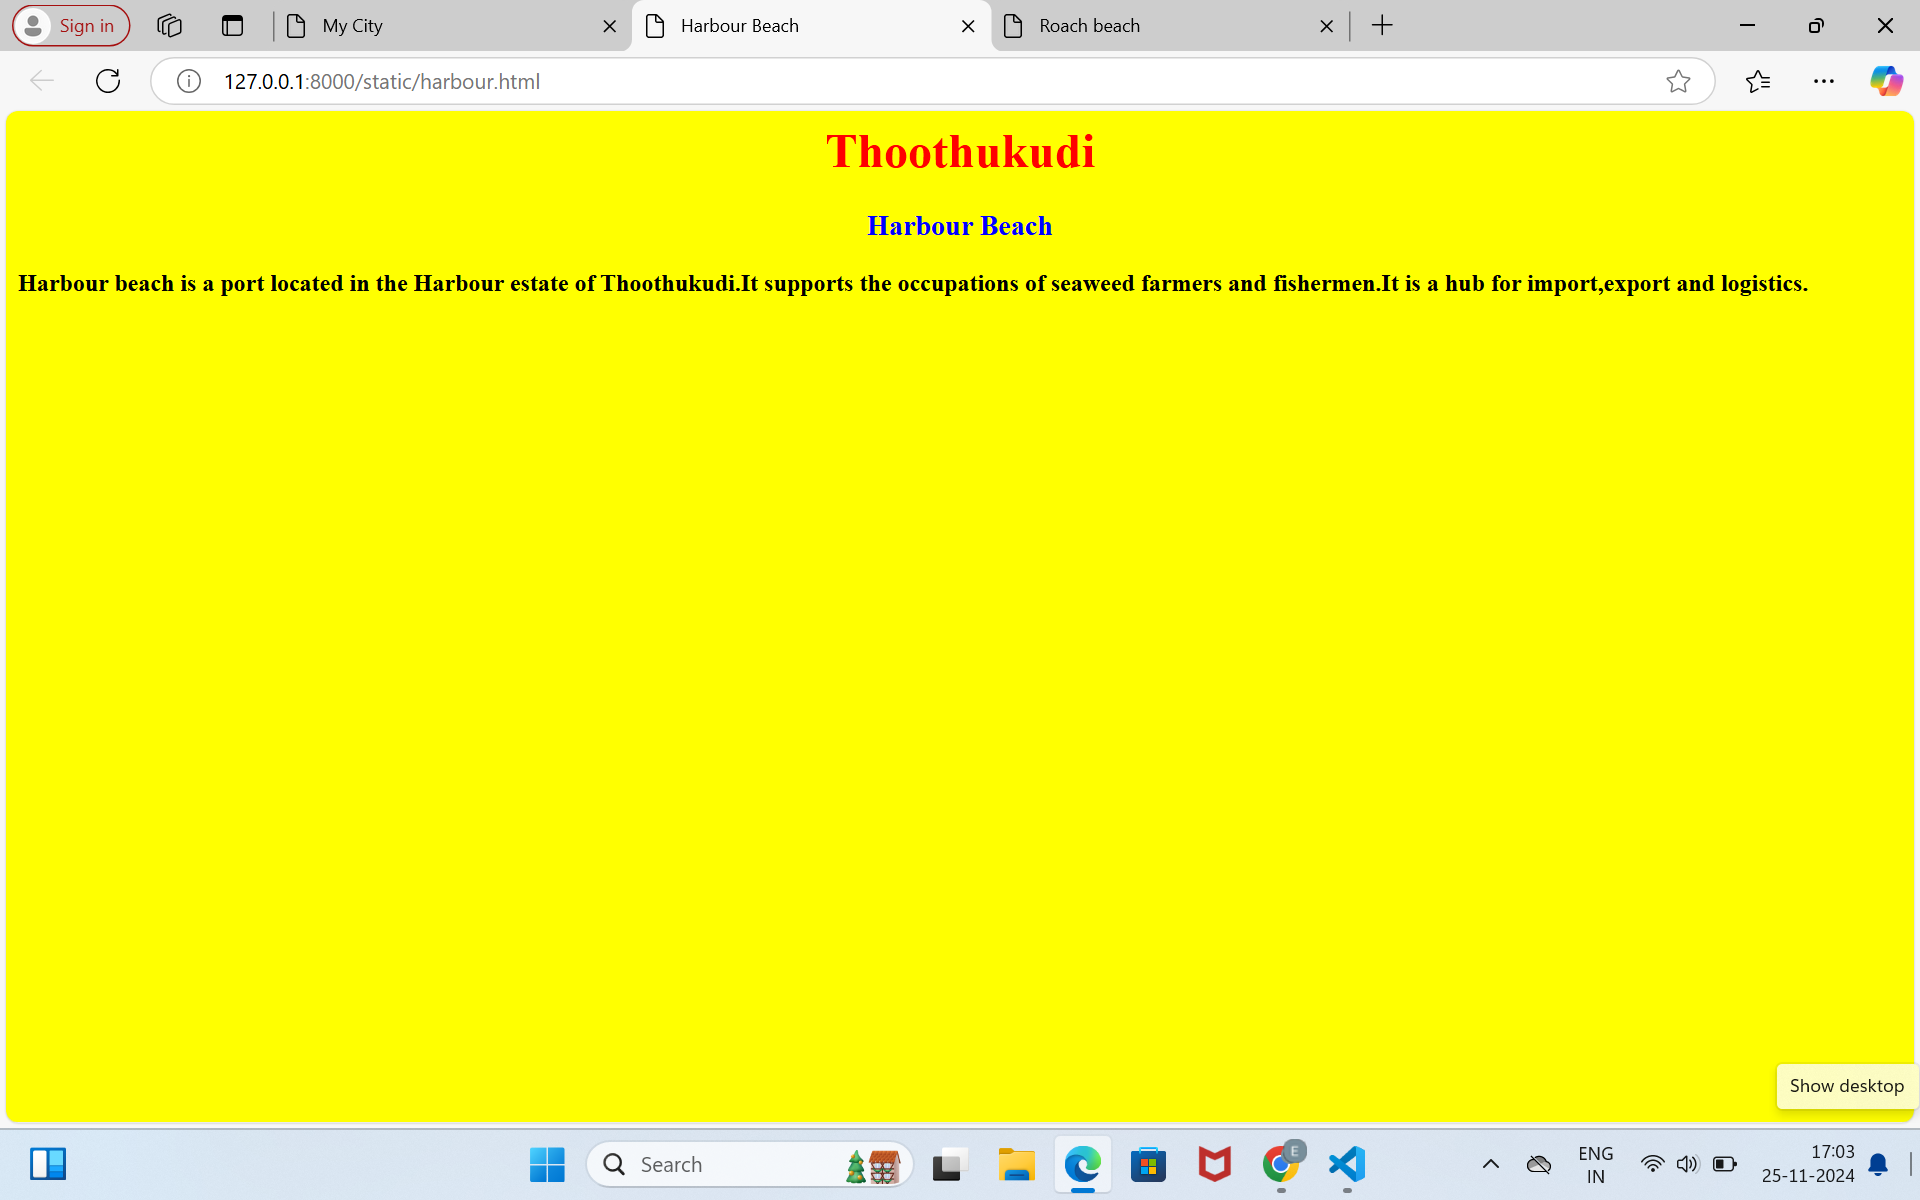 Sign in
My City
Harbour Beach
Roach beach
127.0.0.1:8000/static/harbour.html
Thoothukudi
Harbour Beach
Harbour beach is a port located in the Harbour estate of Thoothukudi.It supports the occupations of seaweed farmers and fishermen.It is a hub for import,export and logistics.
Show desktop
Search
E
ENG
IN
17:03
25-11-2024